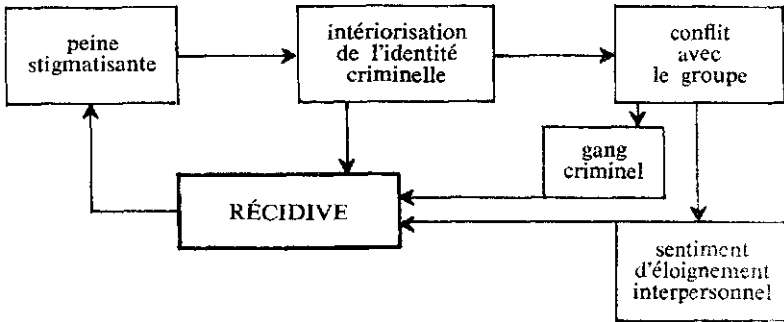 peine
stigmatisante
intériorisation
de l'identité
criminelle
conflit
avec
le groupe
gang
criminel
RÉCIDIVE
sentiment
d'éloignement
interpersonnel